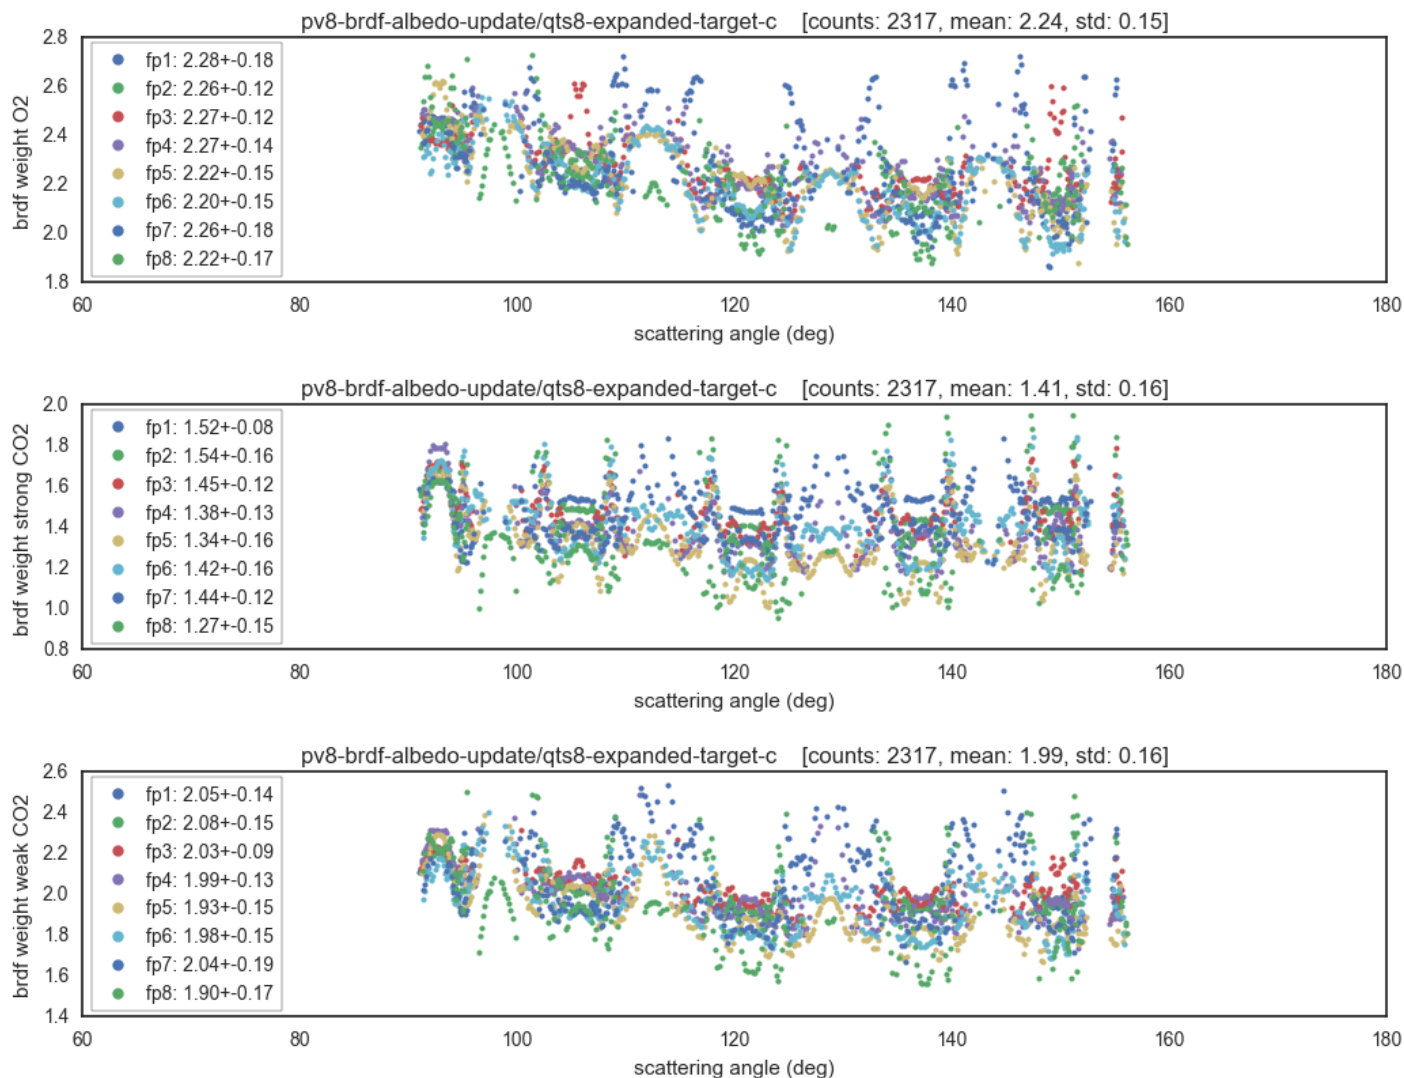 pv8-brdf-albedo-update/qts8-expanded-target-c [counts: 2317, mean: 2.24, std: 0.15]
brdf weight O2
2.8
2.6
2.4
2.2
2.0
1.8
fp1: 2.28+-0.18
fp2: 2.26+-0.12
fp3: 2.27+-0.12
fp4: 2.27+-0.14
fp5: 2.22+-0.15
fp6: 2.20+-0.15
fp7: 2.26+-0.18
fp8: 2.22+-0.17
60 80 100 120 140 160 180
scattering angle (deg)
pv8-brdf-albedo-update/qts8-expanded-target-c [counts: 2317, mean: 1.41, std: 0.16]
brdf weight strong CO2
2.0
1.8
1.6
1.4
1.2
1.0
0.8
fp1: 1.52+-0.08
fp2: 1.54+-0.16
fp3: 1.45+-0.12
fp4: 1.38+-0.13
fp5: 1.34+-0.16
fp6: 1.42+-0.16
fp7: 1.44+-0.12
fp8: 1.27+-0.15
60 80 100 120 140 160 180
scattering angle (deg)
pv8-brdf-albedo-update/qts8-expanded-target-c [counts: 2317, mean: 1.99, std: 0.16]
brdf weight weak CO2
2.6
2.4
2.2
2.0
1.8
1.6
1.4
fp1: 2.05+-0.14
fp2: 2.08+-0.15
fp3: 2.03+-0.09
fp4: 1.99+-0.13
fp5: 1.93+-0.15
fp6: 1.98+-0.15
fp7: 2.04+-0.19
fp8: 1.90+-0.17
60 80 100 120 140 160 180
scattering angle (deg)